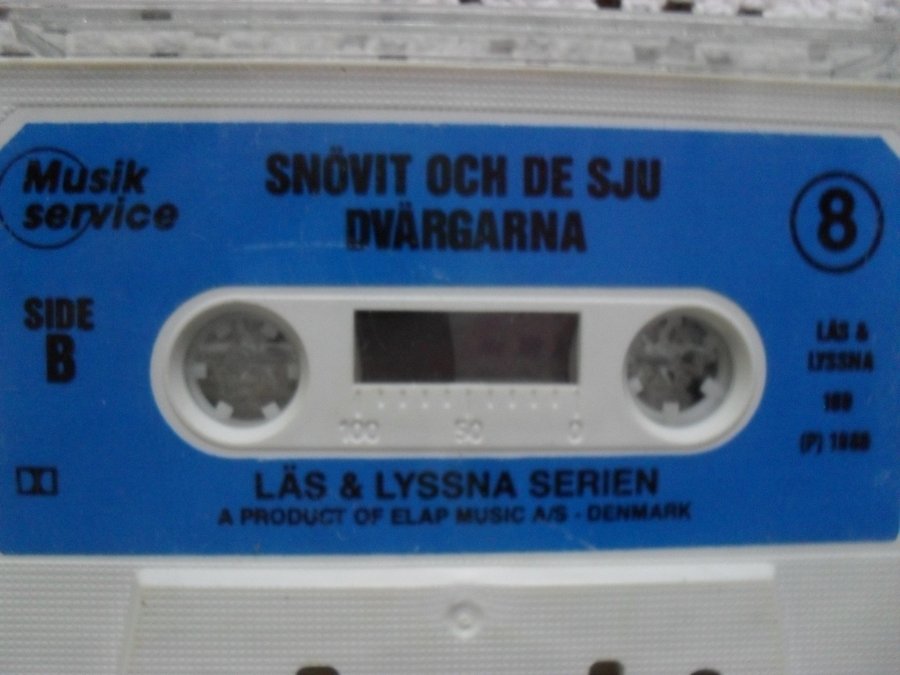 Musik
service
SNÖVIT OCH DE SJU
DVÄRGARNA
8
SIDE
B
LÄS &
LYSSNA
(P)
100 50 0
LÄS & LYSSNA SERIEN
A PRODUCT OF ELAP MUSIC A/S - DENMARK